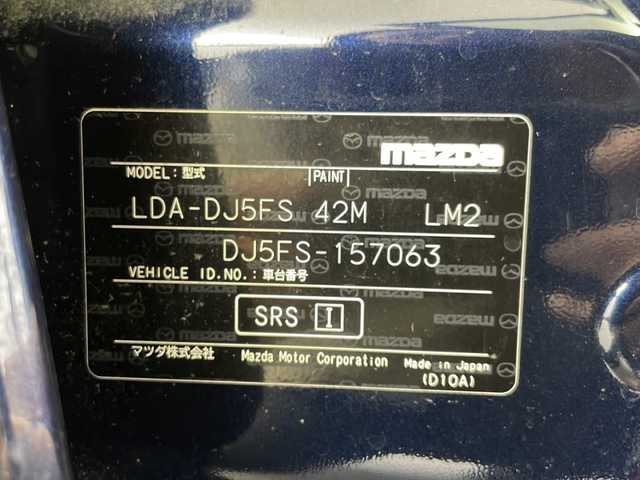 mazda
MODEL:型式 PAINT
LDA-DJ5FS 42M LM2
DJ5FS-157063
VEHICLE ID.NO.:車台番号
SRS I
マツダ株式会社 Mazda Motor Corporation Made in Japan
(D10A)